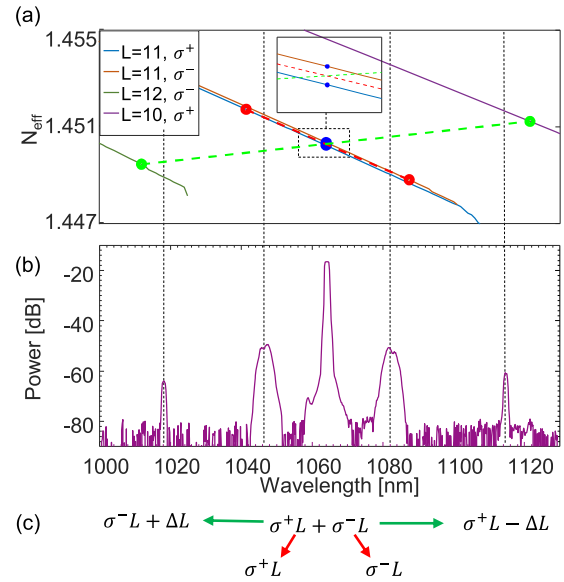 (a)
1.455
1.451
1.447
N_eff
L=11, σ⁺
L=11, σ⁻
L=12, σ⁻
L=10, σ⁺
(b)
-20
-40
-60
-80
Power [dB]
1000 1020 1040 1060 1080 1100 1120
Wavelength [nm]
(c)
σ⁻L + ΔL σ⁺L + σ⁻L σ⁺L − ΔL
σ⁺L σ⁻L